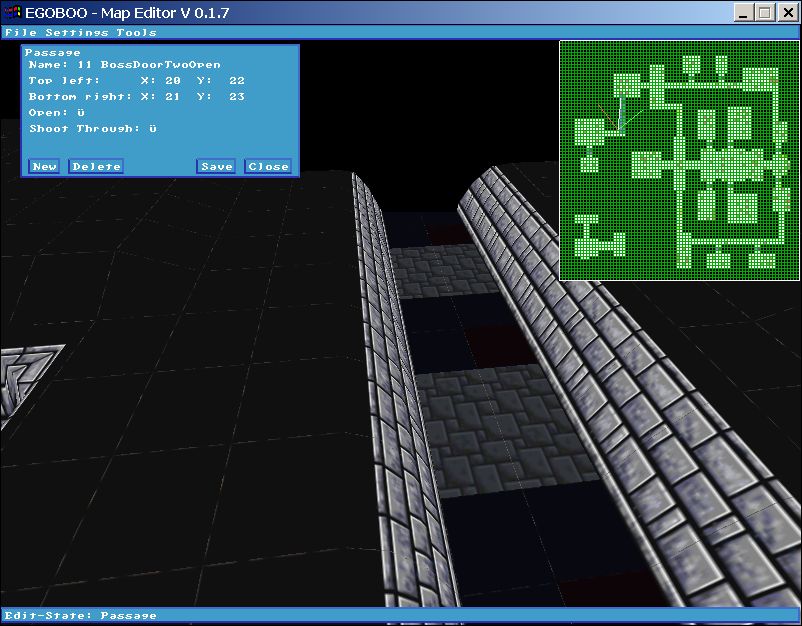 EGOBOO - Map Editor V 0.1.7
File Settings Tools
Passage
Name: 11 BossDoorTwoOpen
Top left: X: 20 Y: 22
Bottom right: X: 21 Y: 23
Open: ü
Shoot Through: ü
New Delete Save Close
Edit-State: Passage